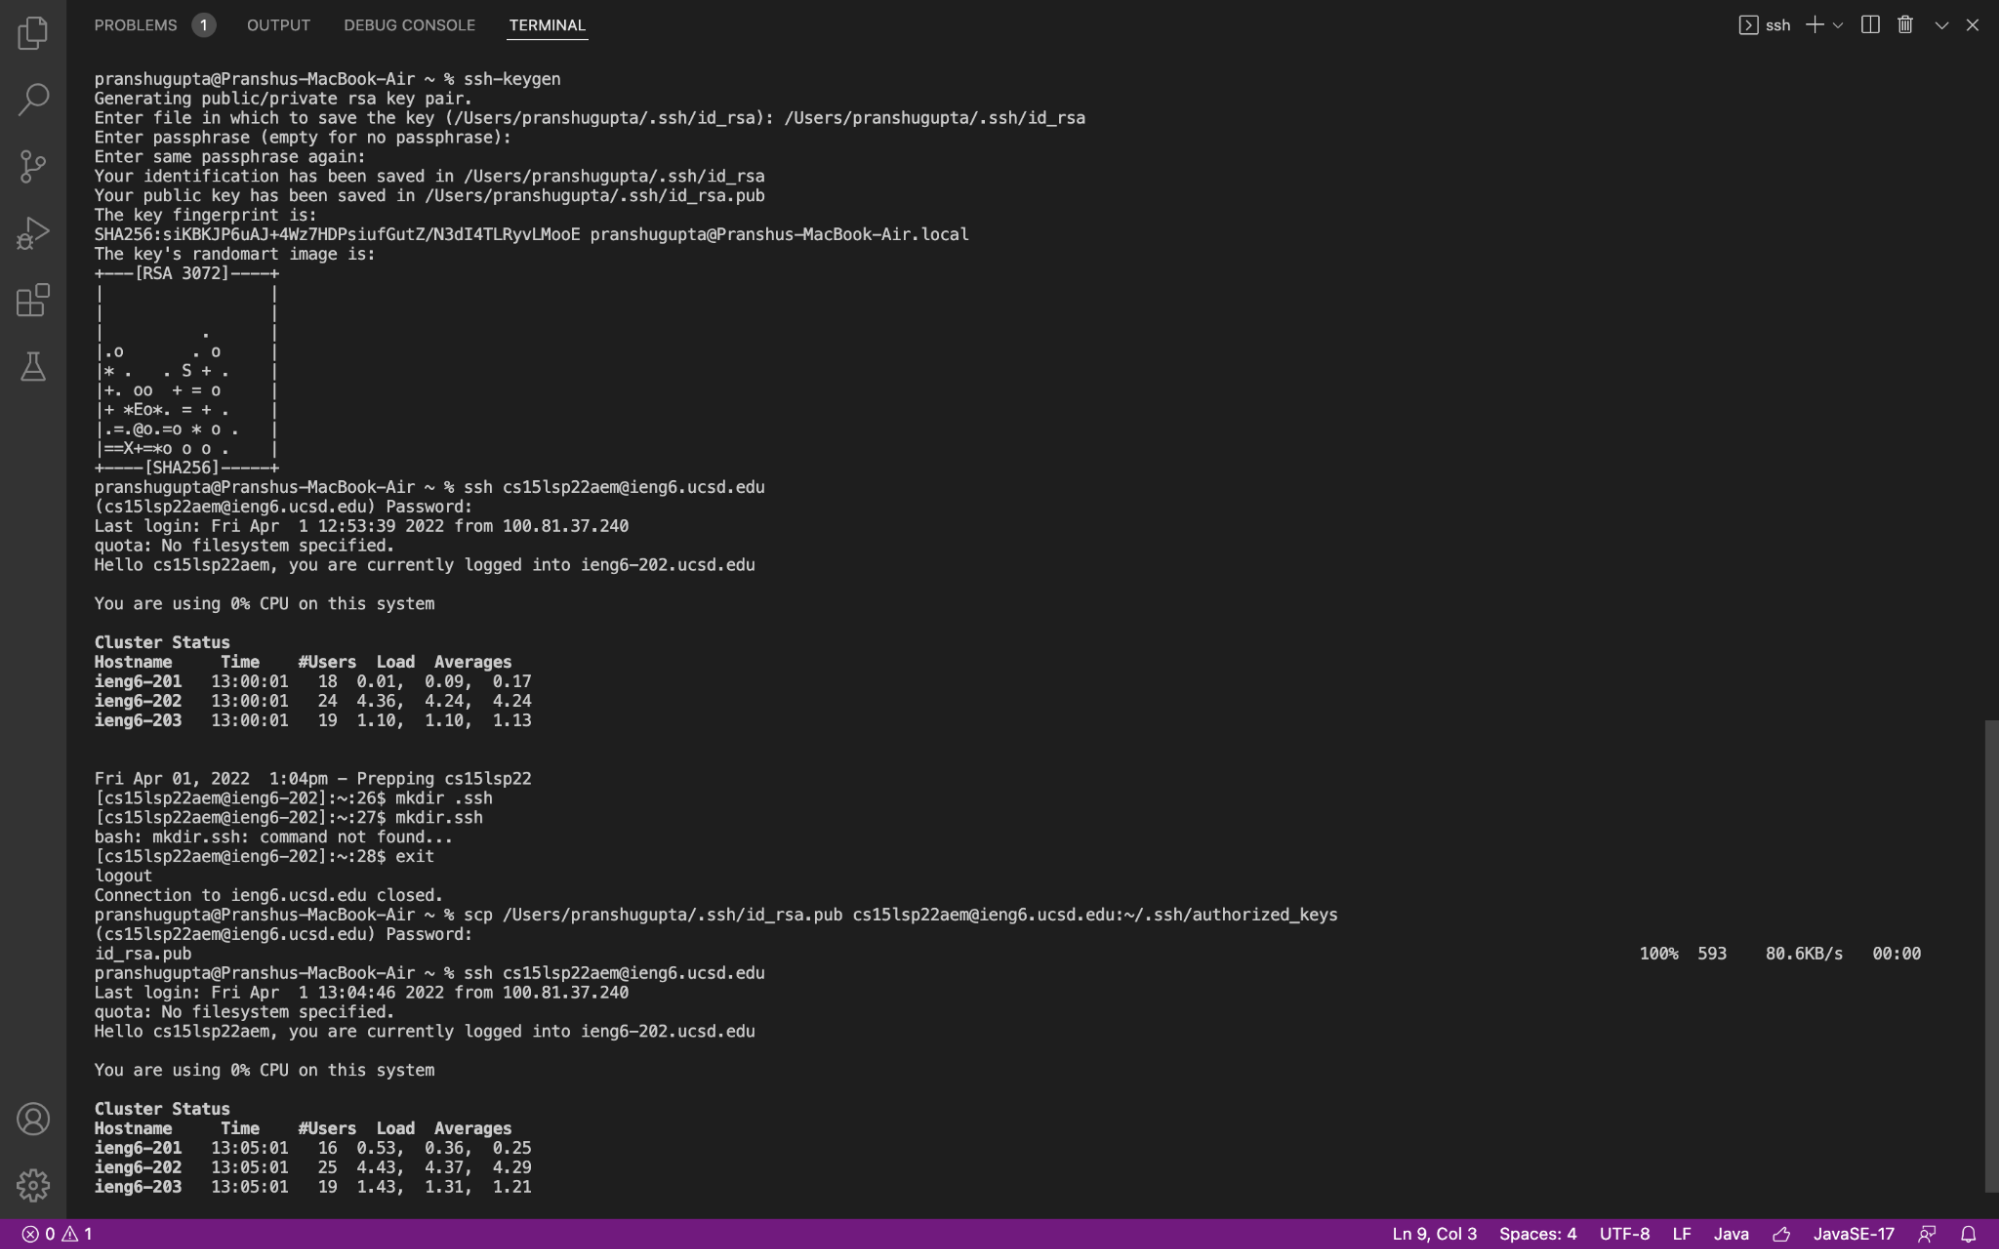 PROBLEMS 1 OUTPUT DEBUG CONSOLE TERMINAL ssh
pranshugupta@Pranshus-MacBook-Air ~ % ssh-keygen
Generating public/private rsa key pair.
Enter file in which to save the key (/Users/pranshugupta/.ssh/id_rsa): /Users/pranshugupta/.ssh/id_rsa
Enter passphrase (empty for no passphrase):
Enter same passphrase again:
Your identification has been saved in /Users/pranshugupta/.ssh/id_rsa
Your public key has been saved in /Users/pranshugupta/.ssh/id_rsa.pub
The key fingerprint is:
SHA256:siKBKJP6uAJ+4Wz7HDPsiufGutZ/N3dI4TLRyvLMooE pranshugupta@Pranshus-MacBook-Air.local
The key's randomart image is:
+---[RSA 3072]----+
|                 |
|                 |
|          .      |
|.o       . o     |
|* .   . S + .    |
|+. oo  + = o     |
|+ *Eo*. = + .    |
|.=.@o.=o * o .   |
|==X+=*o o o .    |
+----[SHA256]-----+
pranshugupta@Pranshus-MacBook-Air ~ % ssh cs15lsp22aem@ieng6.ucsd.edu
(cs15lsp22aem@ieng6.ucsd.edu) Password:
Last login: Fri Apr  1 12:53:39 2022 from 100.81.37.240
quota: No filesystem specified.
Hello cs15lsp22aem, you are currently logged into ieng6-202.ucsd.edu
You are using 0% CPU on this system
Cluster Status
Hostname     Time    #Users  Load  Averages
ieng6-201   13:00:01   18  0.01,  0.09,  0.17
ieng6-202   13:00:01   24  4.36,  4.24,  4.24
ieng6-203   13:00:01   19  1.10,  1.10,  1.13
Fri Apr 01, 2022  1:04pm - Prepping cs15lsp22
[cs15lsp22aem@ieng6-202]:~:26$ mkdir .ssh
[cs15lsp22aem@ieng6-202]:~:27$ mkdir.ssh
bash: mkdir.ssh: command not found...
[cs15lsp22aem@ieng6-202]:~:28$ exit
logout
Connection to ieng6.ucsd.edu closed.
pranshugupta@Pranshus-MacBook-Air ~ % scp /Users/pranshugupta/.ssh/id_rsa.pub cs15lsp22aem@ieng6.ucsd.edu:~/.ssh/authorized_keys
(cs15lsp22aem@ieng6.ucsd.edu) Password:
id_rsa.pub 100%  593    80.6KB/s   00:00
pranshugupta@Pranshus-MacBook-Air ~ % ssh cs15lsp22aem@ieng6.ucsd.edu
Last login: Fri Apr  1 13:04:46 2022 from 100.81.37.240
quota: No filesystem specified.
Hello cs15lsp22aem, you are currently logged into ieng6-202.ucsd.edu
You are using 0% CPU on this system
Cluster Status
Hostname     Time    #Users  Load  Averages
ieng6-201   13:05:01   16  0.53,  0.36,  0.25
ieng6-202   13:05:01   25  4.43,  4.37,  4.29
ieng6-203   13:05:01   19  1.43,  1.31,  1.21
0 1 Ln 9, Col 3 Spaces: 4 UTF-8 LF Java JavaSE-17